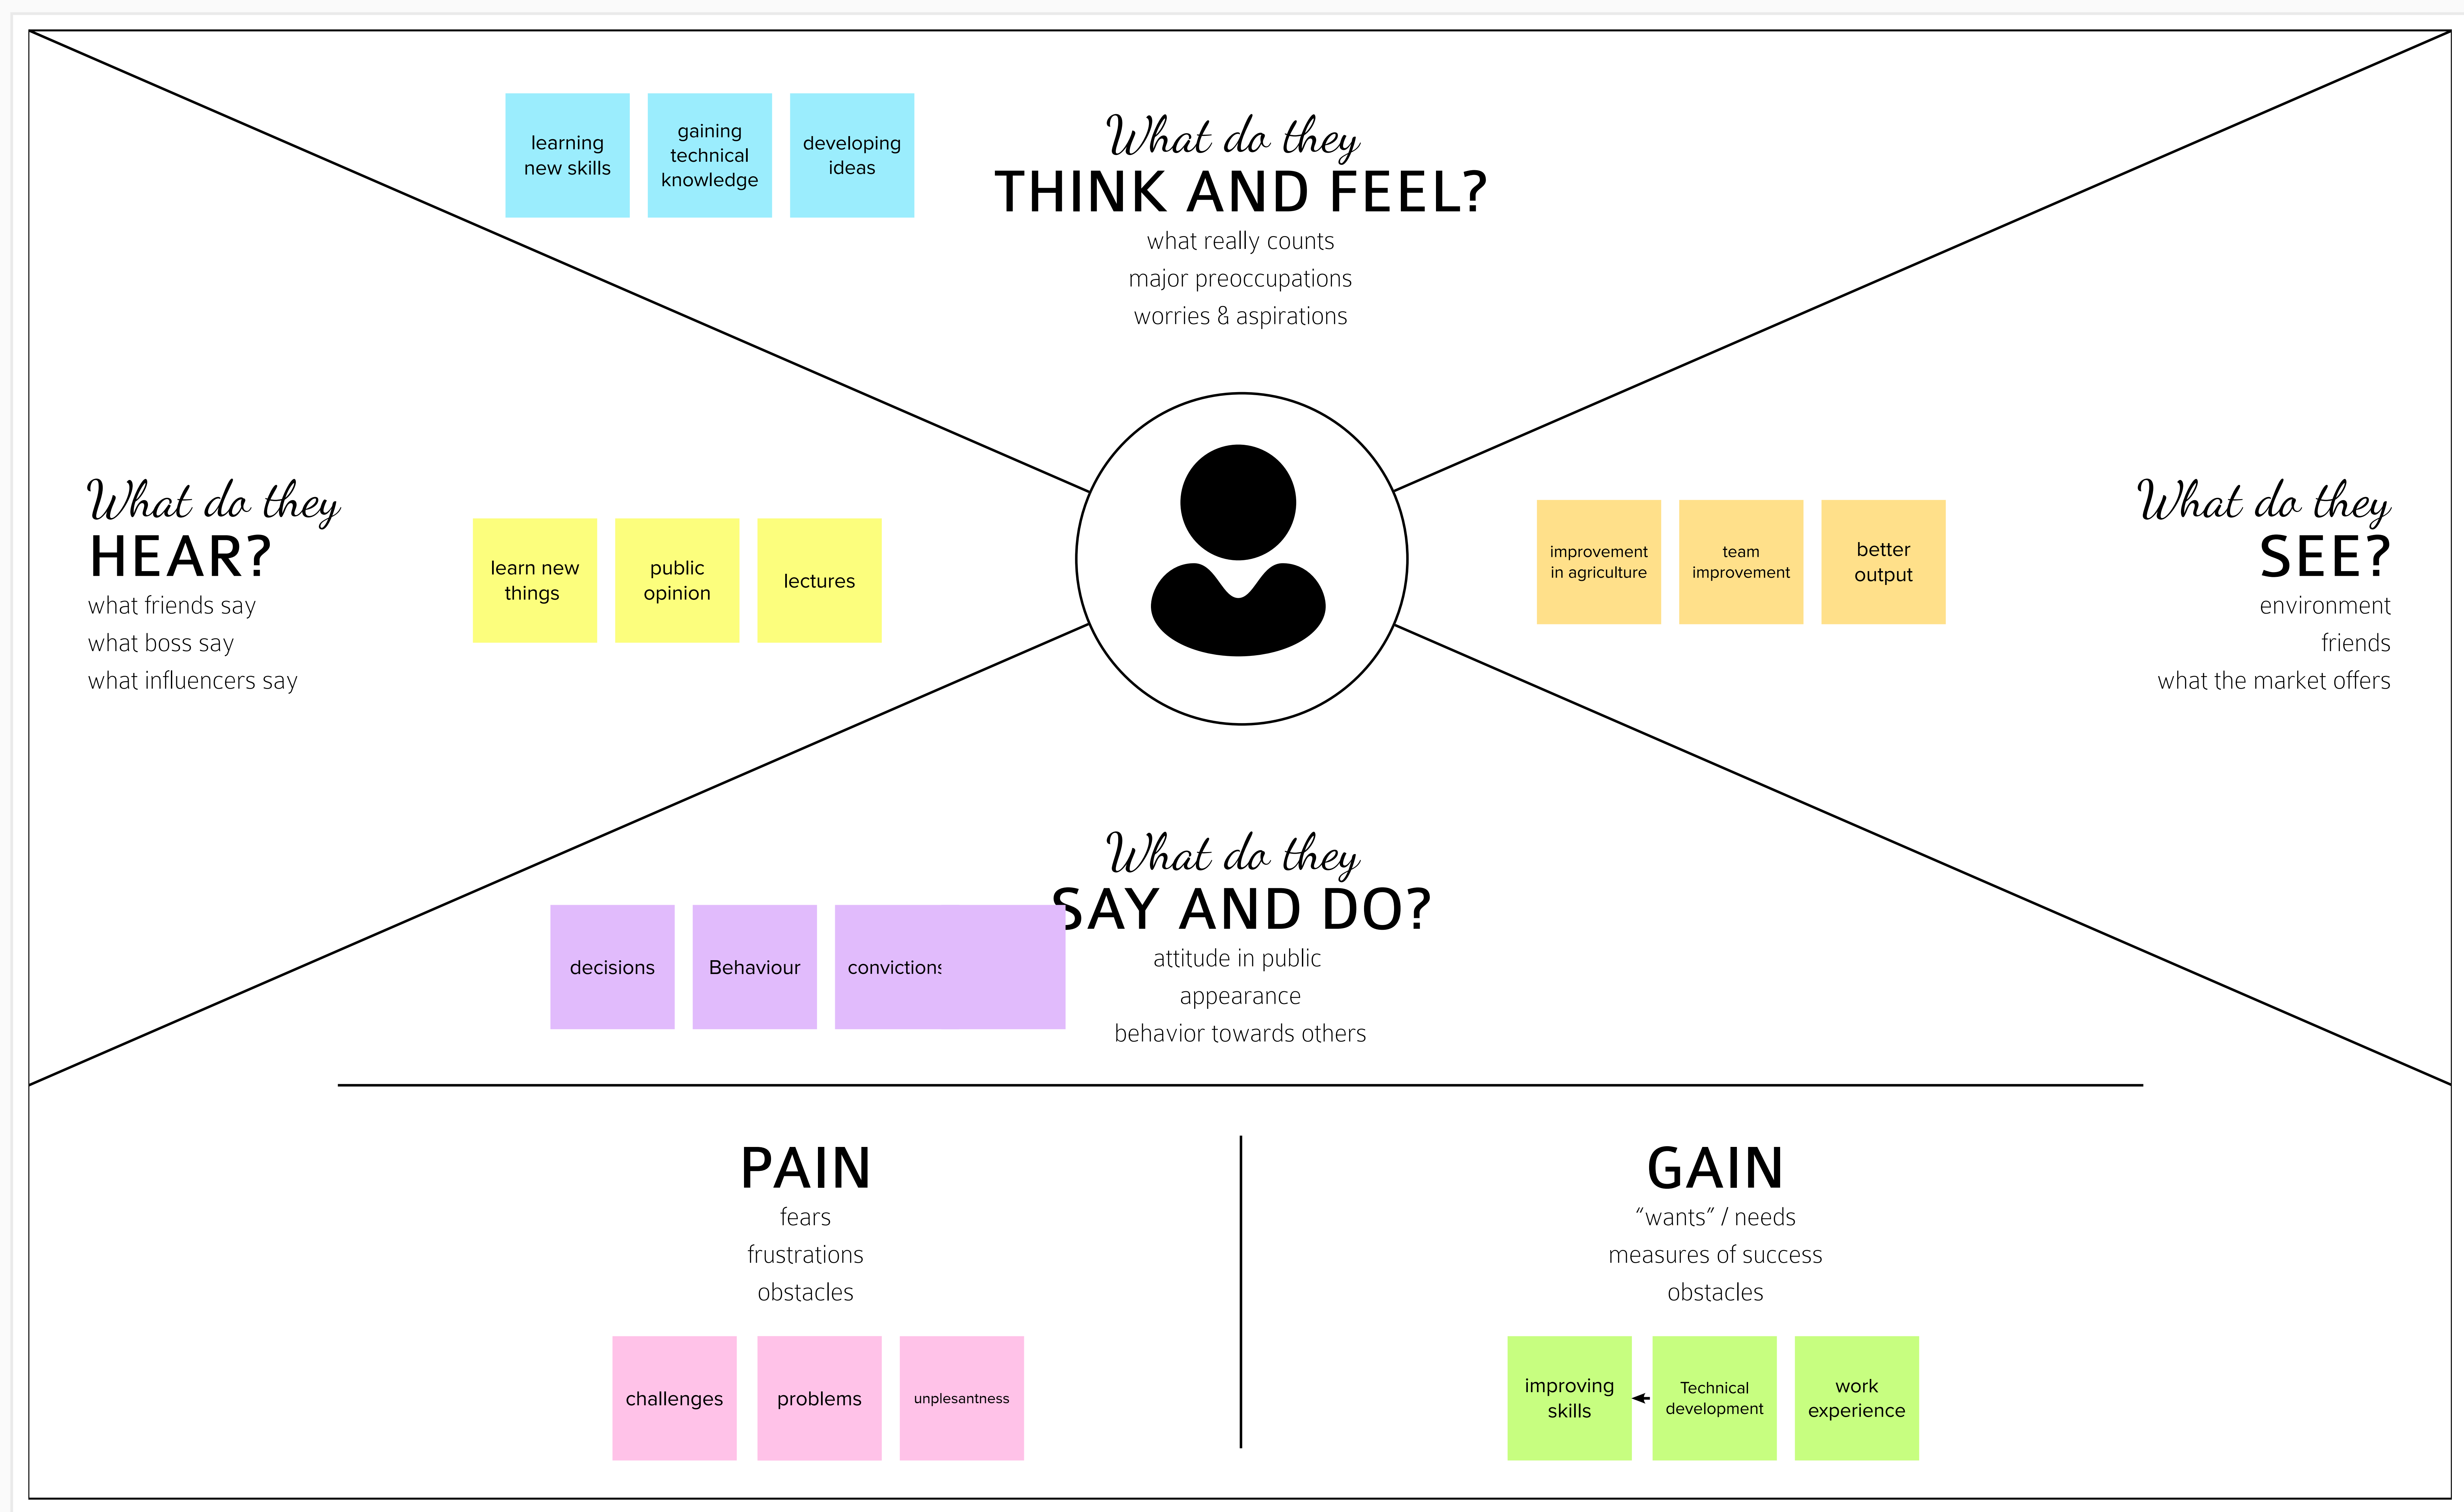 learning
new skills
gaining
technical
knowledge
developing
ideas
What do they
THINK AND FEEL?
what really counts
major preoccupations
worries & aspirations
What do they
HEAR?
what friends say
what boss say
what influencers say
learn new
things
public
opinion
lectures
improvement
in agriculture
team
improvement
better
output
What do they
SEE?
environment
friends
what the market offers
What do they
SAY AND DO?
attitude in public
appearance
behavior towards others
decisions
Behaviour
convictions
PAIN
fears
frustrations
obstacles
challenges
problems
unplesantness
GAIN
“wants” / needs
measures of success
obstacles
improving
skills
Technical
development
work
experience